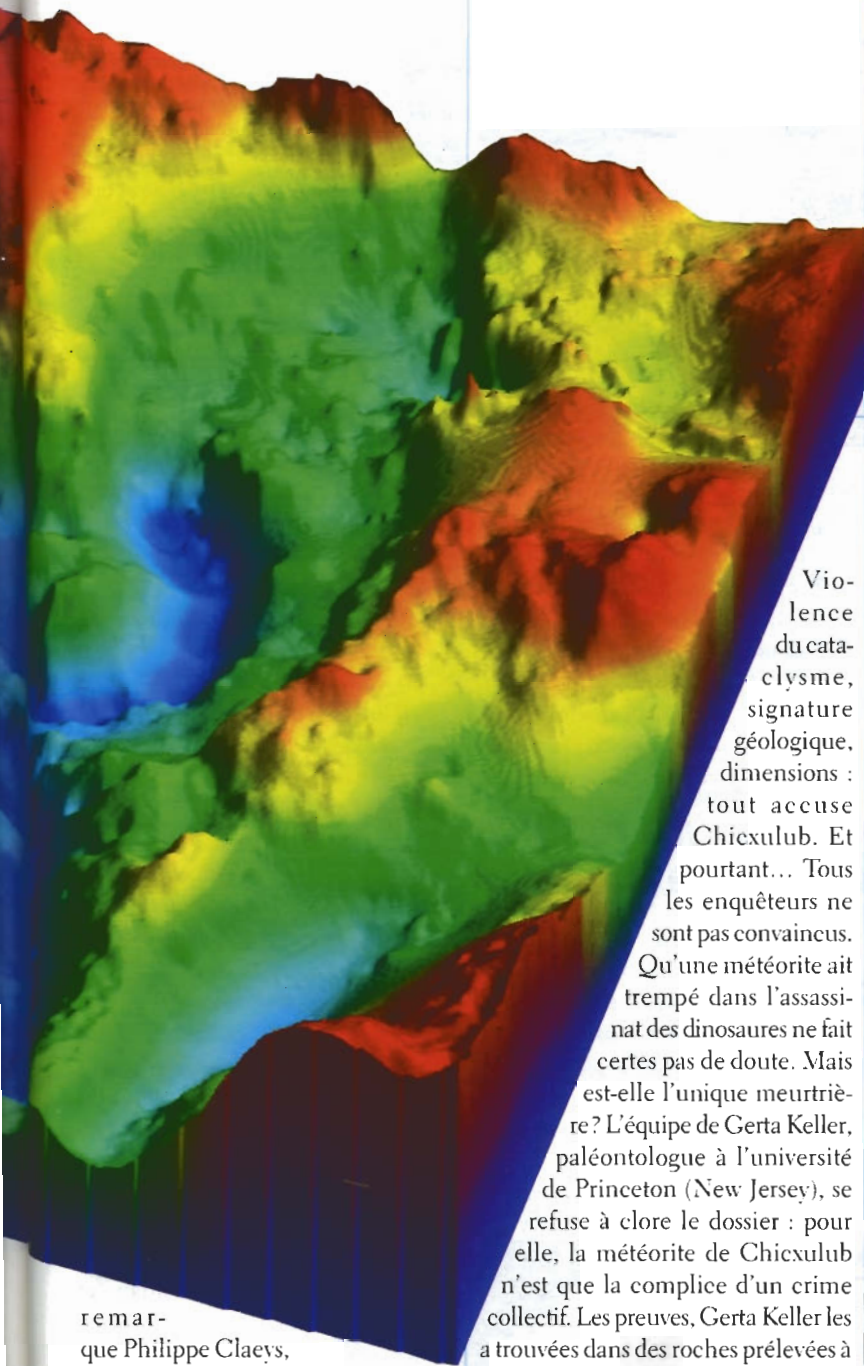 remar-
que Philippe Claeys,
Vio-
lence
du cata-
clysme,
signature
géologique,
dimensions :
tout accuse
Chicxulub. Et
pourtant... Tous
les enquêteurs ne
sont pas convaincus.
Qu'une météorite ait
trempé dans l'assassi-
nat des dinosaures ne fait
certes pas de doute. Mais
est-elle l'unique meurtriè-
re ? L'équipe de Gerta Keller,
paléontologue à l'université
de Princeton (New Jersey), se
refuse à clore le dossier : pour
elle, la météorite de Chicxulub
n'est que la complice d'un crime
collectif. Les preuves, Gerta Keller les
a trouvées dans des roches prélevées à